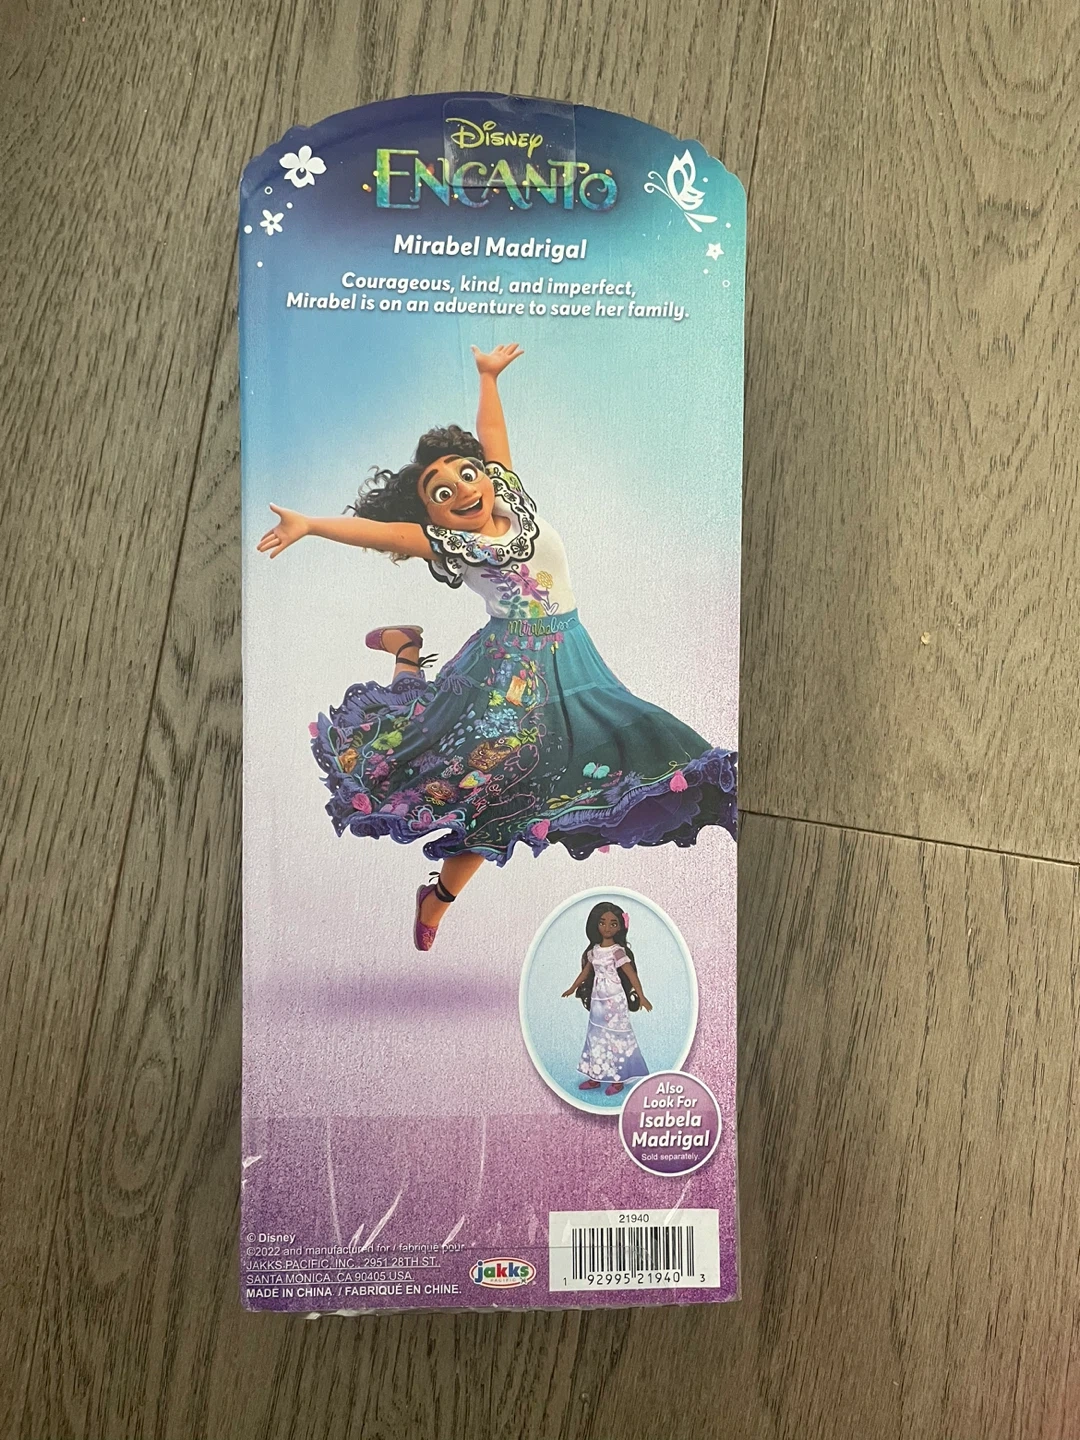 Disney
ENCANTO
Mirabel Madrigal
Courageous, kind, and imperfect,
Mirabel is on an adventure to save her family.
Mirabel
Also
Look For
Isabela
Madrigal
Sold separately.
© Disney
©2022 and manufactured for / fabriqué pour
JAKKS PACIFIC, INC., 2951 28TH ST.,
SANTA MONICA, CA 90405 USA.
MADE IN CHINA / FABRIQUÉ EN CHINE.
jakks
PACIFIC
21940
1 92995 21940 3